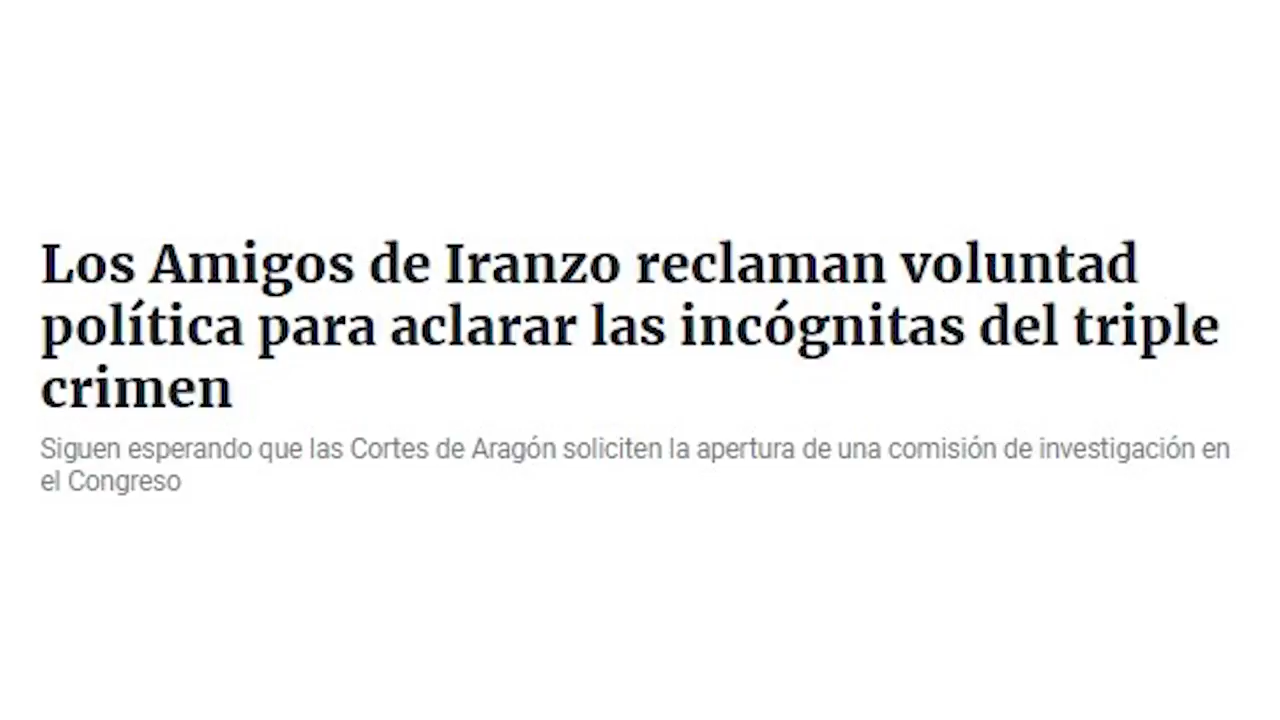 Los Amigos de Iranzo reclaman voluntad
política para aclarar las incógnitas del triple
crimen
Siguen esperando que las Cortes de Aragón soliciten la apertura de una comisión de investigación en
el Congreso